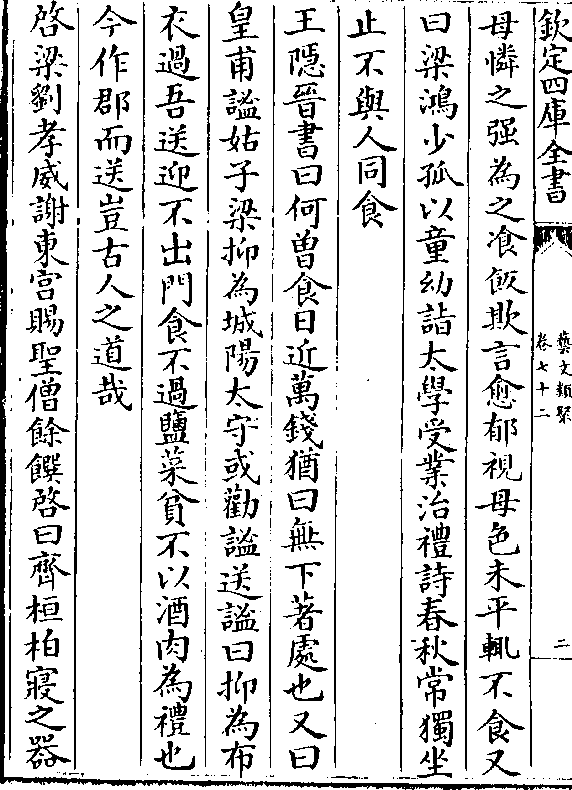 欽定四庫全書
藝文類聚
卷七十二
二
母憐之强為之飡飯欺言愈郁視母色未平輒不食又
曰梁鴻少孤以童幼詣太學受業治禮詩春秋常獨坐
止不與人同食
王隱晉書曰何曽食日近萬錢猶曰無下著處也又曰
皇甫謐姑子梁抑為城陽太守或勸謐送謐曰抑為布
衣過吾送迎不出門食不過鹽菜貧不以酒肉為禮也
今作郡而送豈古人之道哉
啓梁劉孝威謝東宫賜聖僧餘饌啓曰齊桓柏寢之器